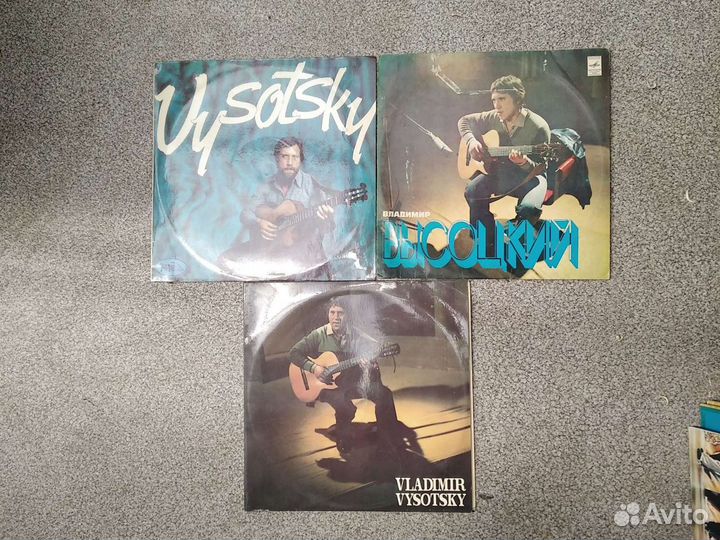 Vysotsky
ВЛАДИМИР
ВЫСОЦКИЙ
VLADIMIR
VYSOTSKY
Avito